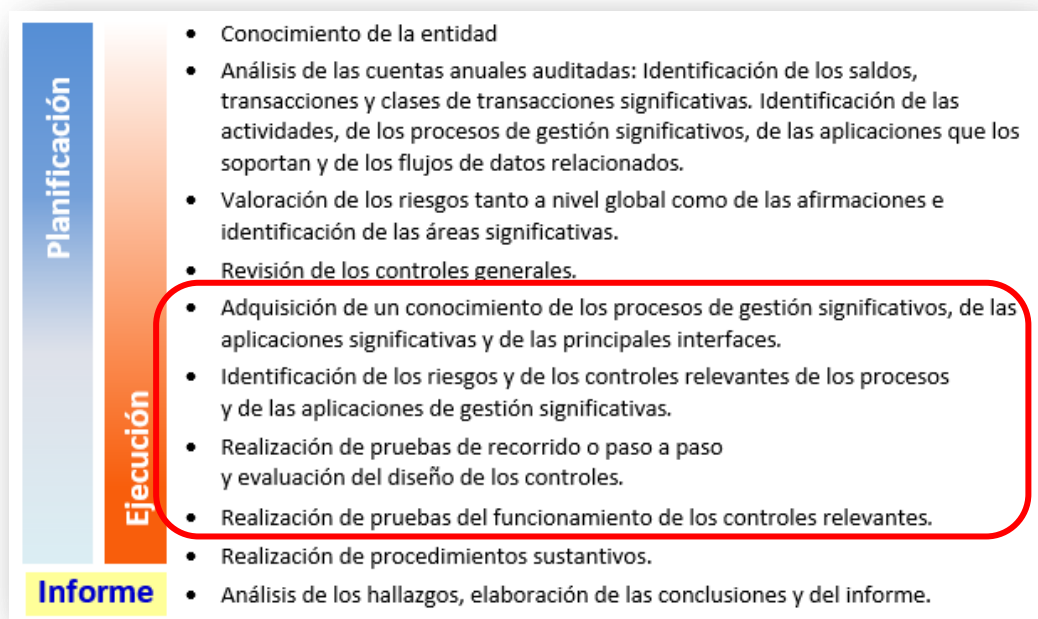 Planificación
Ejecución
Informe
• Conocimiento de la entidad
• Análisis de las cuentas anuales auditadas: Identificación de los saldos,
transacciones y clases de transacciones significativas. Identificación de las
actividades, de los procesos de gestión significativos, de las aplicaciones que los
soportan y de los flujos de datos relacionados.
• Valoración de los riesgos tanto a nivel global como de las afirmaciones e
identificación de las áreas significativas.
• Revisión de los controles generales.
• Adquisición de un conocimiento de los procesos de gestión significativos, de las
aplicaciones significativas y de las principales interfaces.
• Identificación de los riesgos y de los controles relevantes de los procesos
y de las aplicaciones de gestión significativas.
• Realización de pruebas de recorrido o paso a paso
y evaluación del diseño de los controles.
• Realización de pruebas del funcionamiento de los controles relevantes.
• Realización de procedimientos sustantivos.
• Análisis de los hallazgos, elaboración de las conclusiones y del informe.